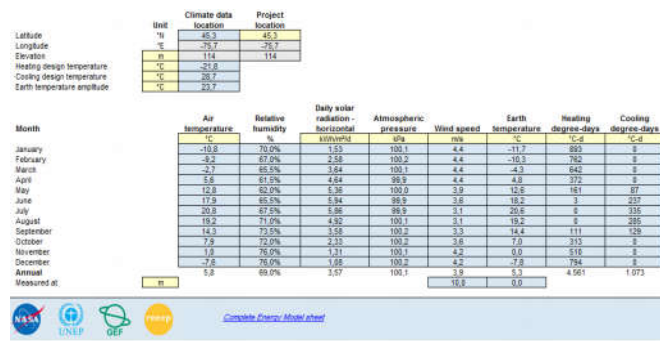 Climate data Project
Unit location location
Latitude °N 45,3 45,3
Longitude °E -75,7 -75,7
Elevation m 114 114
Heating design temperature °C -21,8
Cooling design temperature °C 28,7
Earth temperature amplitude °C 23,7
Daily solar
Air Relative radiation - Atmospheric Earth Heating Cooling
Month temperature humidity horizontal pressure Wind speed temperature degree-days degree-days
°C % kWh/m²/d kPa m/s °C °C-d °C-d
January -10,8 70,0% 1,53 100,1 4,4 -11,7 893 0
February -9,2 67,0% 2,58 100,2 4,4 -10,3 762 0
March -2,7 65,5% 3,64 100,1 4,4 -4,3 642 0
April 5,6 61,5% 4,64 99,9 4,4 4,8 372 0
May 12,8 62,0% 5,36 100,0 3,9 12,6 161 87
June 17,9 65,5% 5,94 99,9 3,6 18,2 3 237
July 20,8 67,5% 5,86 99,9 3,1 20,6 0 335
August 19,2 71,0% 4,92 100,1 3,1 19,2 0 285
September 14,3 73,5% 3,58 100,2 3,3 14,4 111 129
October 7,9 72,0% 2,33 100,2 3,6 7,0 313 0
November 1,0 76,0% 1,31 100,1 4,2 0,0 510 0
December -7,6 76,0% 1,08 100,2 4,2 -7,8 794 0
Annual 5,8 69,0% 3,57 100,1 3,9 5,3 4.561 1.073
Measured at m 10,0 0,0
NASA UNEP GEF reeep Complete Energy Model sheet